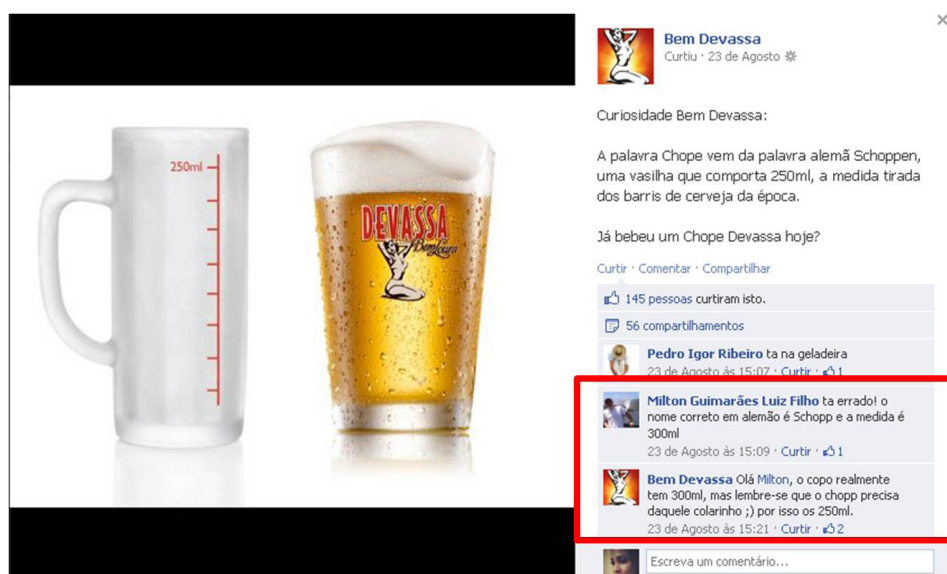 250ml
DEVASSA
Bem Loura
Bem Devassa
Curtiu · 23 de Agosto
Curiosidade Bem Devassa:
A palavra Chope vem da palavra alemã Schoppen,
uma vasilha que comporta 250ml, a medida tirada
dos barris de cerveja da época.
Já bebeu um Chope Devassa hoje?
Curtir · Comentar · Compartilhar
145 pessoas curtiram isto.
56 compartilhamentos
Pedro Igor Ribeiro ta na geladeira
23 de Agosto às 15:07 · Curtir · 1
Milton Guimarães Luiz Filho ta errado! o
nome correto em alemão é Schopp e a medida é
300ml
23 de Agosto às 15:09 · Curtir · 1
Bem Devassa Olá Milton, o copo realmente
tem 300ml, mas lembre-se que o chopp precisa
daquele colarinho ;) por isso os 250ml.
23 de Agosto às 15:21 · Curtir · 2
Escreva um comentário...